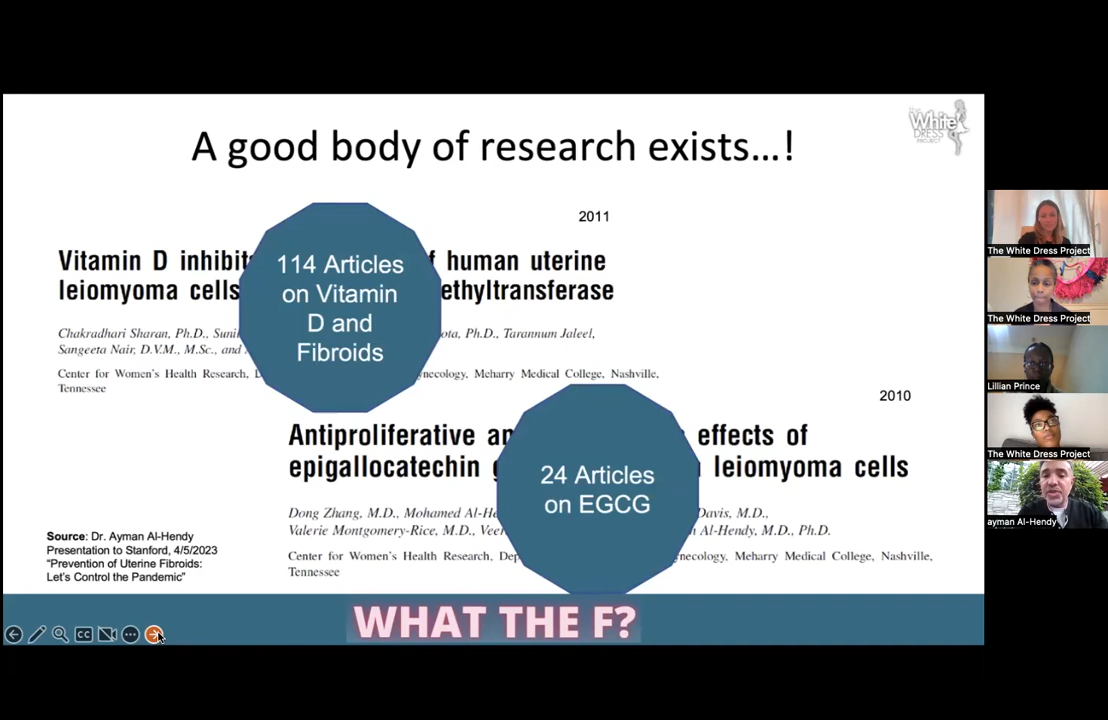 The
White
DRESS
PROJECT
A good body of research exists…!
2011
Vitamin D inhibit
f human uterine
leiomyoma cells
ethyltransferase
114 Articles
on Vitamin
D and
Fibroids
Chakradhari Sharan, Ph.D., Suni
ota, Ph.D., Tarannum Jaleel,
Sangeeta Nair, D.V.M., M.Sc., and
Center for Women's Health Research, D
ynecology, Meharry Medical College, Nashville,
Tennessee
2010
Antiproliferative an
effects of
epigallocatechin g
leiomyoma cells
24 Articles
on EGCG
Dong Zhang, M.D., Mohamed Al-He
Davis, M.D.,
Valerie Montgomery-Rice, M.D., Veer
n Al-Hendy, M.D., Ph.D.
Center for Women's Health Research, Dep
ynecology, Meharry Medical College, Nashville,
Tennessee
Source: Dr. Ayman Al-Hendy
Presentation to Stanford, 4/5/2023
“Prevention of Uterine Fibroids:
Let’s Control the Pandemic”
WHAT THE F?
CC
The White Dress Project
The White Dress Project
Lillian Prince
The White Dress Project
ayman Al-Hendy